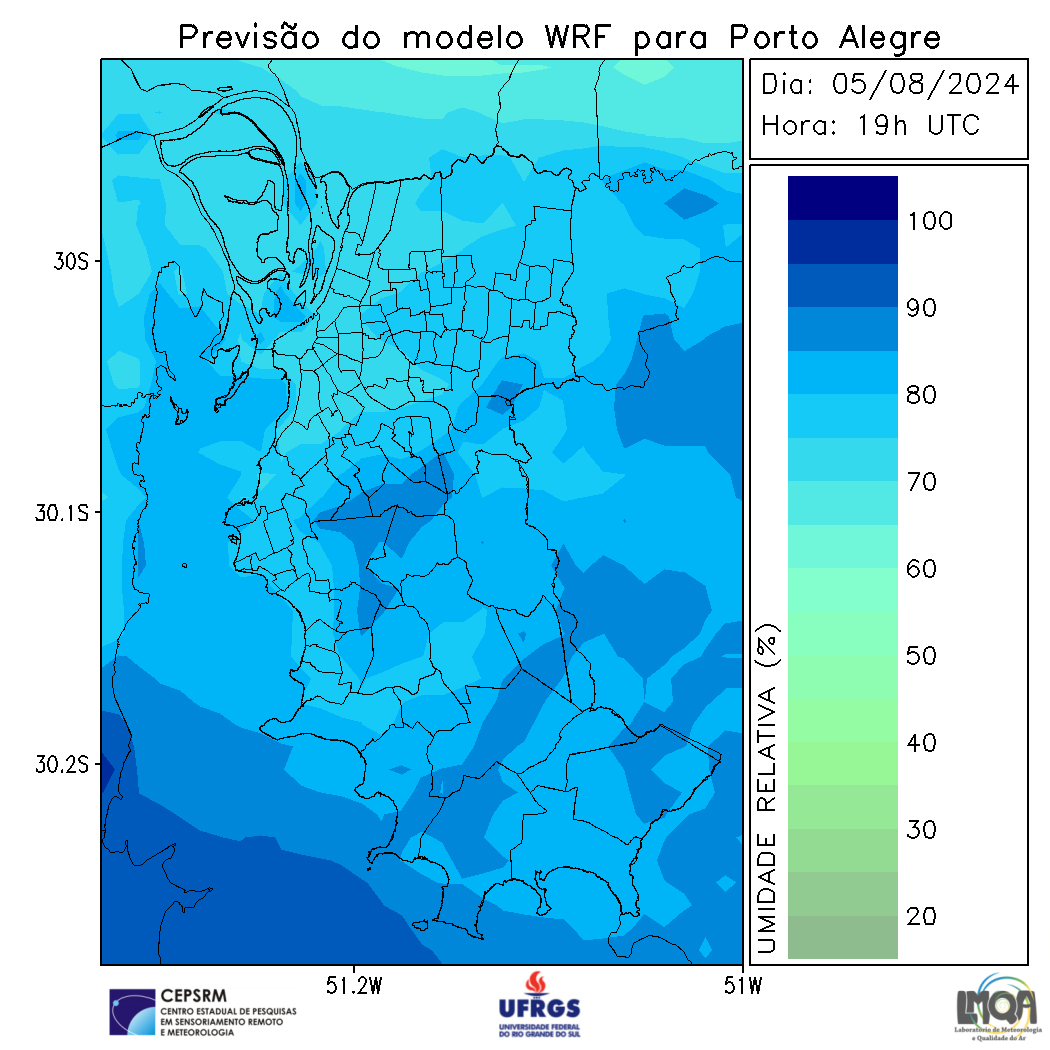 Previsão do modelo WRF para Porto Alegre
Dia: 05/08/2024
Hora: 19h UTC
30S
30.1S
30.2S
51.2W
51W
UMIDADE RELATIVA (%)
100
90
80
70
60
50
40
30
20
CEPSRM
CENTRO ESTADUAL DE PESQUISAS
EM SENSORIAMENTO REMOTO
E METEOROLOGIA
UFRGS
UNIVERSIDADE FEDERAL
DO RIO GRANDE DO SUL
LMQA
Laboratório de Meteorologia
e Qualidade do Ar